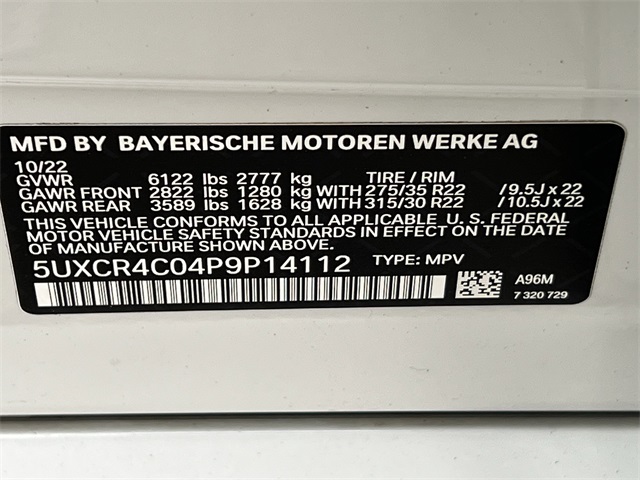 MFD BY BAYERISCHE MOTOREN WERKE AG
10/22
GVWR 6122 lbs 2777 kg TIRE / RIM
GAWR FRONT 2822 lbs 1280 kg WITH 275/35 R22 / 9.5J x 22
GAWR REAR 3589 lbs 1628 kg WITH 315/30 R22 / 10.5J x 22
THIS VEHICLE CONFORMS TO ALL APPLICABLE U. S. FEDERAL
MOTOR VEHICLE SAFETY STANDARDS IN EFFECT ON THE DATE
OF MANUFACTURE SHOWN ABOVE.
5UXCR4C04P9P14112 TYPE: MPV
A96M
7 320 729